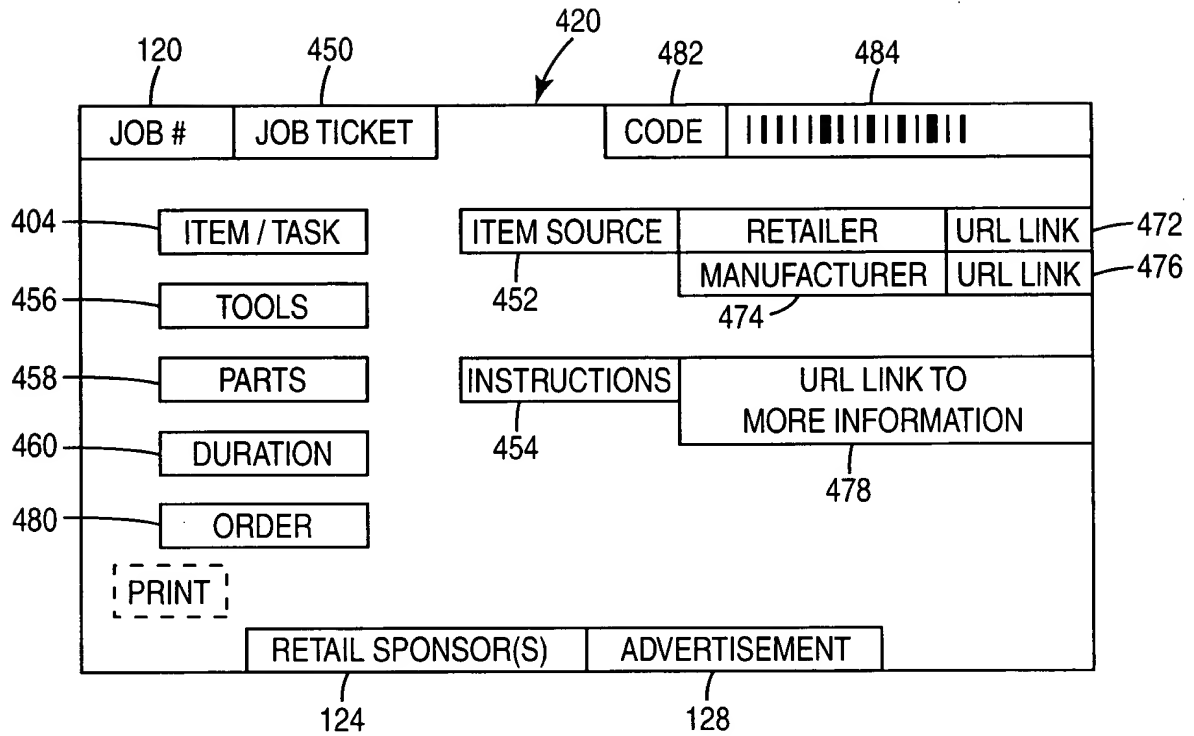 420
120 450 482 484
JOB # JOB TICKET CODE
404 ITEM / TASK ITEM SOURCE RETAILER URL LINK 472
MANUFACTURER URL LINK 476
452 474
456 TOOLS
458 PARTS INSTRUCTIONS URL LINK TO
MORE INFORMATION
454
460 DURATION
478
480 ORDER
PRINT
RETAIL SPONSOR(S) ADVERTISEMENT
124 128